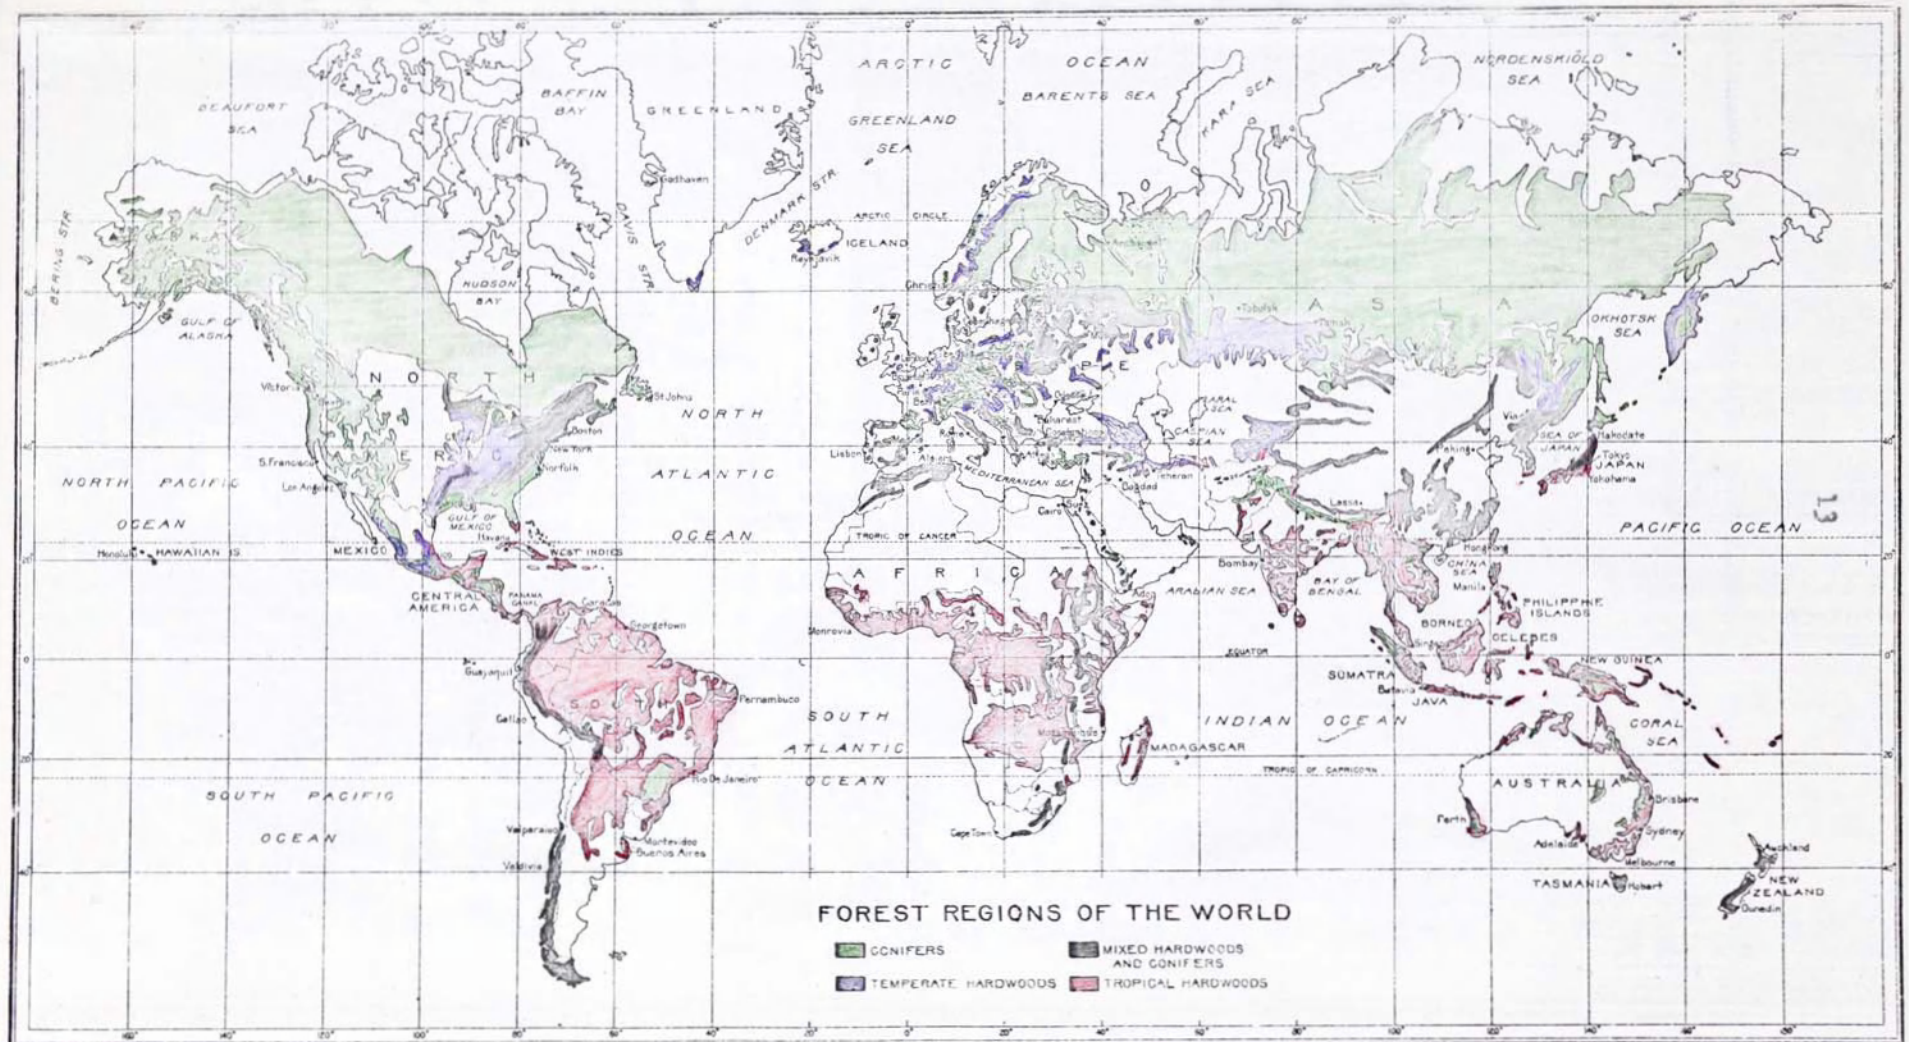 ARCTIC
OCEAN
NORDENSKIÖLD
SEA
BEAUFORT
SEA
BAFFIN
BAY
GREENLAND
BARENTS SEA
KARA SEA
GREENLAND
SEA
Godhaven
DENMARK STR.
DAVIS STR.
ARCTIC CIRCLE
ICELAND
Reykjavik
BERING STR.
HUDSON
BAY
GULF OF
ALASKA
Tobolsk
ASIA
OKHOTSK
SEA
NORTH
Victoria
St Johns
London
Paris
NORTH
ATLANTIC
OCEAN
ARAL
SEA
CASPIAN
SEA
Bukharest
Boston
New York
Norfolk
S. Francisco
Los Angeles
Lisbon
Algiers
MEDITERRANEAN SEA
Teheran
Bagdad
Cairo
Suez
Peking
SEA OF
JAPAN
Hakodate
Tokyo
JAPAN
Yokohama
Lassa
NORTH PACIFIC
OCEAN
PACIFIC OCEAN
13
GULF OF
MEXICO
Havana
Honolulu
HAWAIIAN IS.
MEXICO
WEST INDIES
TROPIC OF CANCER
AFRICA
CENTRAL
AMERICA
PANAMA
CANAL
Caracas
Georgetown
Monrovia
Aden
ARABIAN SEA
Bombay
BAY OF
BENGAL
Hongkong
CHINA
SEA
Manila
PHILIPPINE
ISLANDS
BORNEO
CELEBES
EQUATOR
SUMATRA
Batavia
JAVA
NEW GUINEA
Guayaquil
Callao
Pernambuco
SOUTH
SOUTH
ATLANTIC
OCEAN
INDIAN OCEAN
CORAL
SEA
MADAGASCAR
TROPIC OF CAPRICORN
AUSTRALIA
Rio De Janeiro
SOUTH PACIFIC
OCEAN
Valparaiso
Valdivia
Montevideo
Buenos Aires
Cape Town
Perth
Brisbane
Sydney
Adelaide
Melbourne
TASMANIA
Hobart
Auckland
NEW
ZEALAND
Dunedin
FOREST REGIONS OF THE WORLD
CONIFERS
MIXED HARDWOODS
AND CONIFERS
TEMPERATE HARDWOODS
TROPICAL HARDWOODS